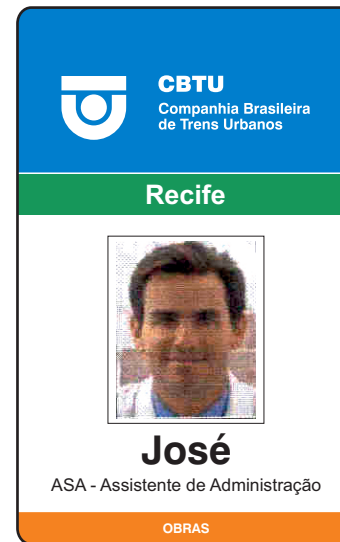 CBTU
Companhia Brasileira
de Trens Urbanos
Recife
José
ASA - Assistente de Administração
OBRAS